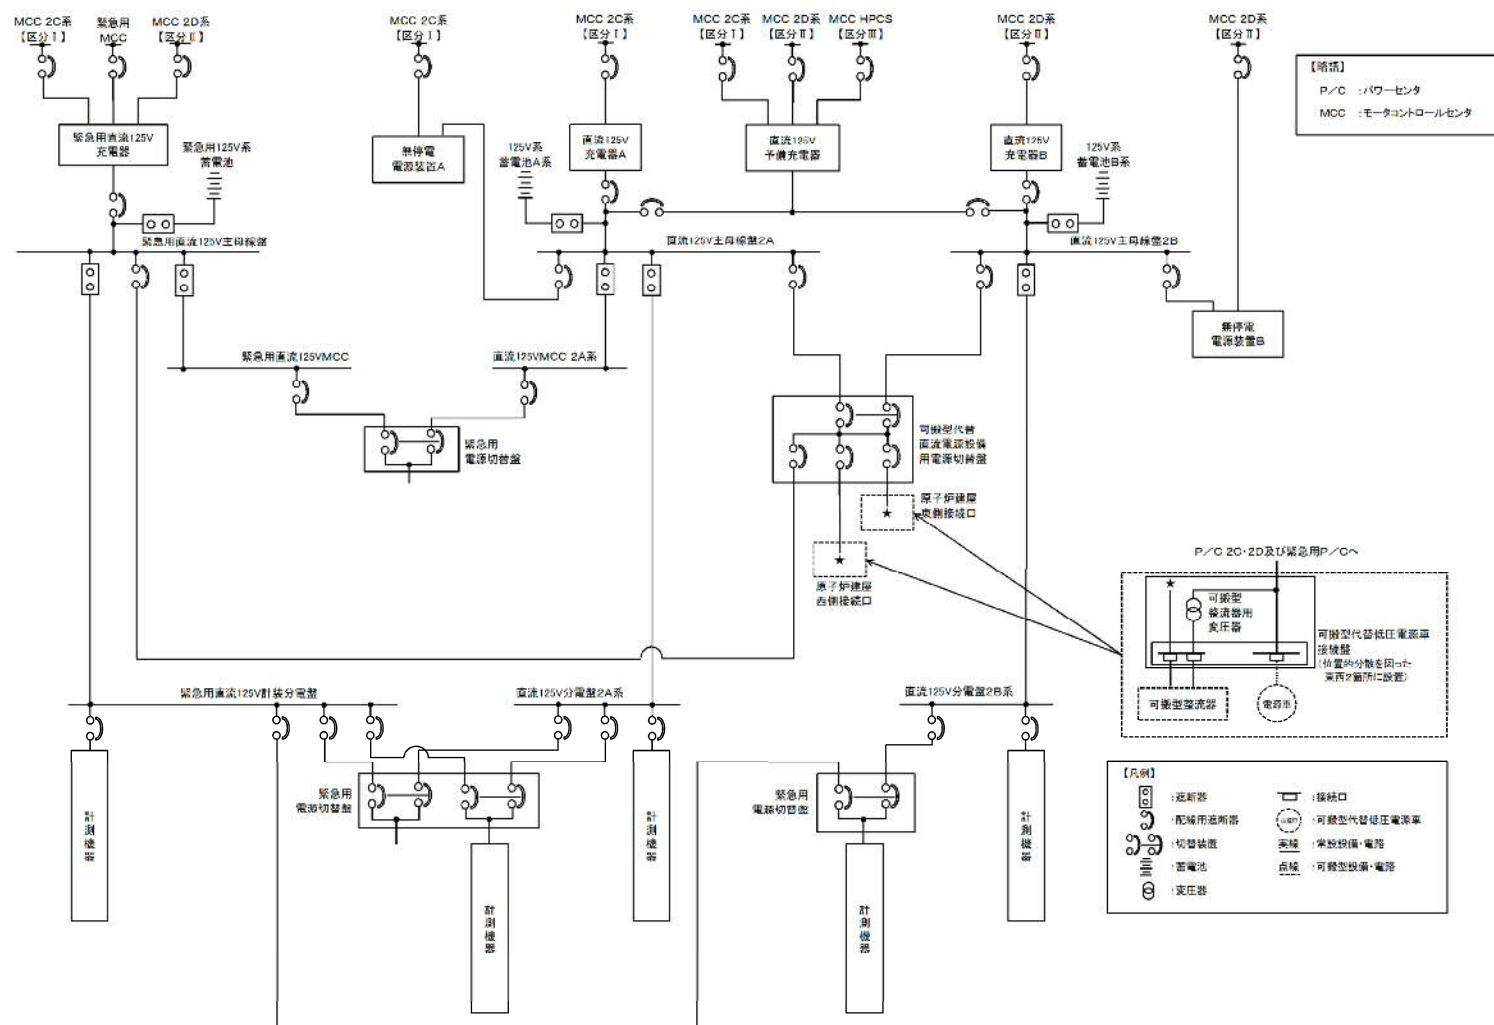 MCC 2C系
【区分Ⅰ】
緊急用
MCC
MCC 2D系
【区分Ⅱ】
MCC 2C系
【区分Ⅰ】
MCC 2C系
【区分Ⅰ】
MCC 2C系
【区分Ⅰ】
MCC 2D系
【区分Ⅱ】
MCC HPCS
【区分Ⅲ】
MCC 2D系
【区分Ⅱ】
MCC 2D系
【区分Ⅱ】
【略語】
P/C :パワーセンタ
MCC :モータコントロールセンタ
緊急用直流125V
充電器
緊急用125V系
蓄電池
無停電
電源装置A
125V系
蓄電池A系
直流125V
充電器A
直流125V
予備充電器
直流125V
充電器B
125V系
蓄電池B系
緊急用直流125V主母線盤
直流125V主母線盤2A
直流125V主母線盤2B
無停電
電源装置B
緊急用直流125VMCC
直流125VMCC 2A系
緊急用
電源切替盤
可搬型代替
直流電源設備
用電源切替盤
原子炉建屋
東側接続口
原子炉建屋
西側接続口
P/C 2C・2D及び緊急用P/Cへ
可搬型
整流器用
変圧器
可搬型代替低圧電源車
接続盤
(位置的分散を図った
東西2箇所に設置)
可搬型整流器
電源車
緊急用直流125V計装分電盤
直流125V分電盤2A系
直流125V分電盤2B系
緊急用
電源切替盤
緊急用
電源切替盤
計測機器
計測機器
計測機器
計測機器
計測機器
【凡例】
:遮断器
:配線用遮断器
:切替装置
:蓄電池
:変圧器
:接続口
:可搬型代替低圧電源車
実線 :常設設備・電路
点線 :可搬型設備・電路